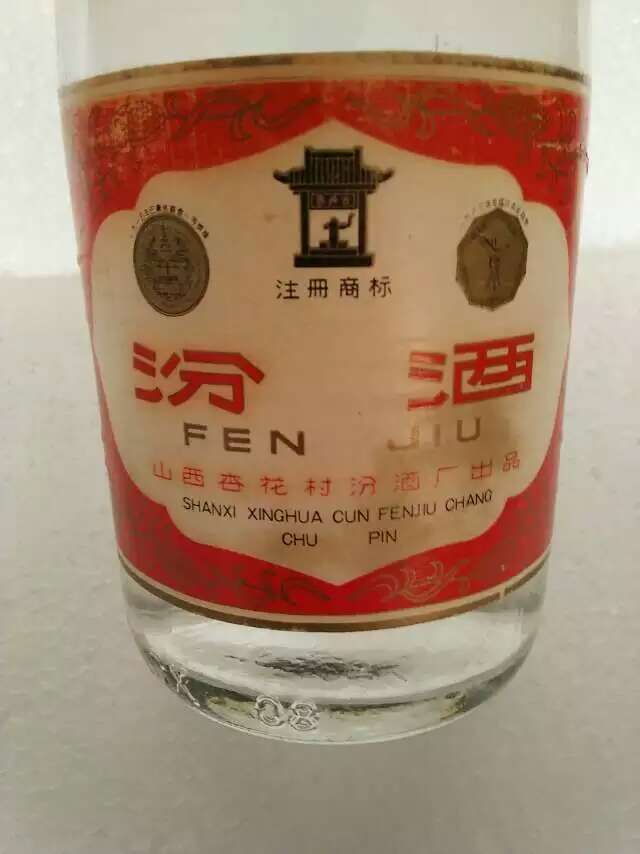 注册商标
汾 酒
FEN JIU
山西杏花村汾酒厂出品
SHANXI XINGHUA CUN FENJIU CHANG
CHU PIN
08